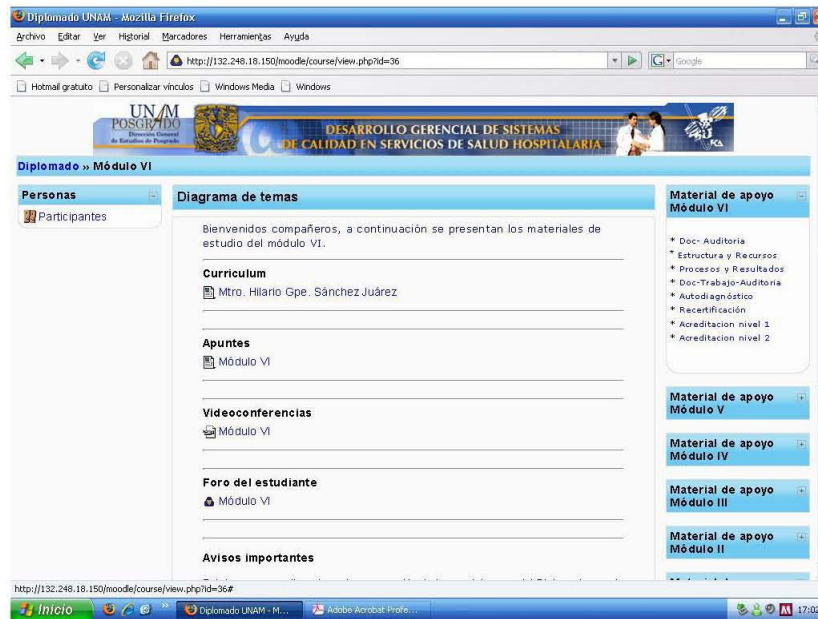 Diplomado UNAM - Mozilla Firefox
Archivo Editar Ver Historial Marcadores Herramientas Ayuda
http://132.248.18.150/moodle/course/view.php?id=36
Google
Hotmail gratuito Personalizar vínculos Windows Media Windows
UNAM
POSGRADO
Dirección General
de Estudios de Posgrado
DESARROLLO GERENCIAL DE SISTEMAS
DE CALIDAD EN SERVICIOS DE SALUD HOSPITALARIA
Diplomado » Módulo VI
Personas
Participantes
Diagrama de temas
Bienvenidos compañeros, a continuación se presentan los materiales de
estudio del módulo VI.
Curriculum
Mtro. Hilario Gpe. Sánchez Juárez
Apuntes
Módulo VI
Videoconferencias
Módulo VI
Foro del estudiante
Módulo VI
Avisos importantes
Material de apoyo
Módulo VI
* Doc- Auditoria
* Estructura y Recursos
* Procesos y Resultados
* Doc-Trabajo-Auditoria
* Autodiagnóstico
* Recertificación
* Acreditacion nivel 1
* Acreditacion nivel 2
Material de apoyo
Módulo V
Material de apoyo
Módulo IV
Material de apoyo
Módulo III
Material de apoyo
Módulo II
http://132.248.18.150/moodle/course/view.php?id=36#
Inicio
Diplomado UNAM - M...
Adobe Acrobat Profe...
17:02